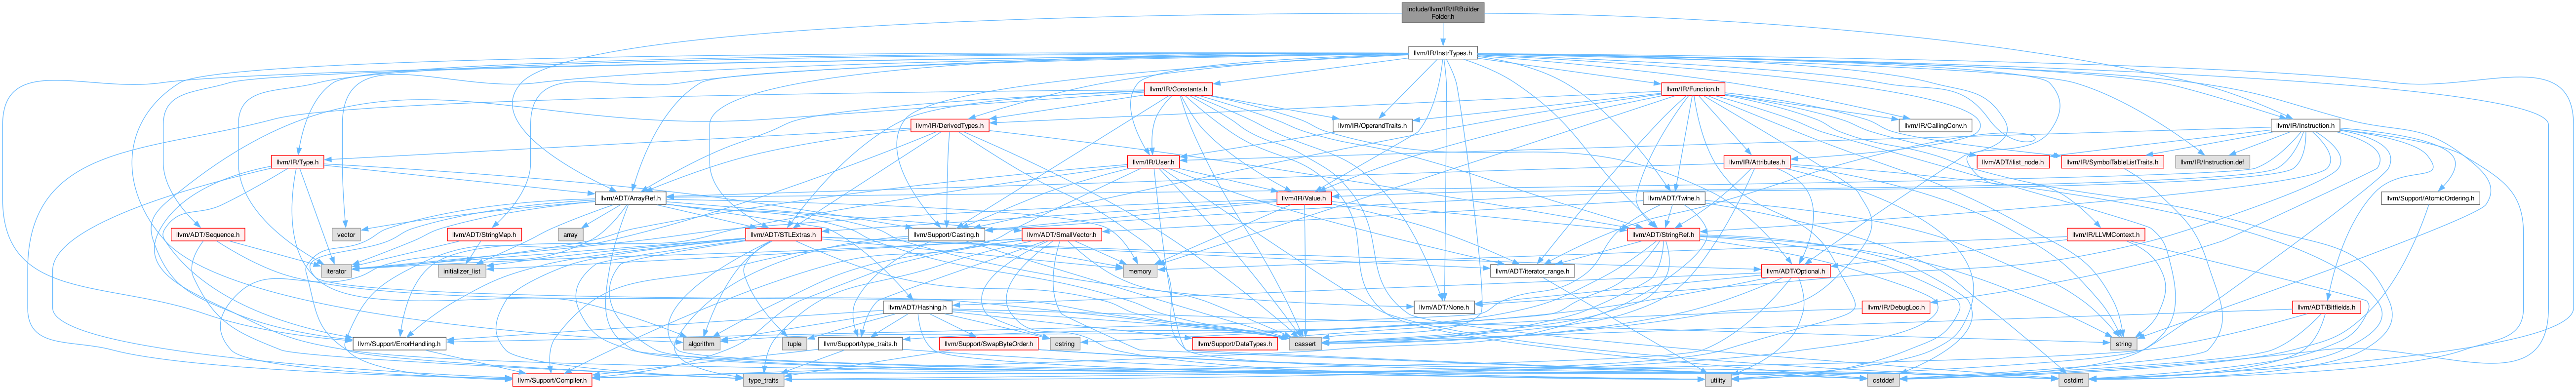 include/llvm/IR/IRBuilder
Folder.h
llvm/IR/InstrTypes.h
llvm/IR/Constants.h
llvm/IR/Function.h
llvm/IR/DerivedTypes.h
llvm/IR/OperandTraits.h
llvm/IR/CallingConv.h
llvm/IR/Instruction.h
llvm/IR/Type.h
llvm/IR/User.h
llvm/IR/Attributes.h
llvm/ADT/ilist_node.h
llvm/IR/SymbolTableListTraits.h
llvm/IR/Instruction.def
llvm/ADT/ArrayRef.h
llvm/IR/Value.h
llvm/ADT/Twine.h
llvm/Support/AtomicOrdering.h
llvm/ADT/Sequence.h
vector
llvm/ADT/StringMap.h
array
llvm/ADT/STLExtras.h
llvm/Support/Casting.h
llvm/ADT/SmallVector.h
llvm/ADT/StringRef.h
llvm/IR/LLVMContext.h
iterator
initializer_list
memory
llvm/ADT/iterator_range.h
llvm/ADT/Optional.h
llvm/ADT/Hashing.h
llvm/ADT/None.h
llvm/IR/DebugLoc.h
llvm/ADT/Bitfields.h
llvm/Support/ErrorHandling.h
algorithm
tuple
llvm/Support/type_traits.h
llvm/Support/SwapByteOrder.h
cstring
llvm/Support/DataTypes.h
cassert
string
llvm/Support/Compiler.h
type_traits
utility
cstddef
cstdint